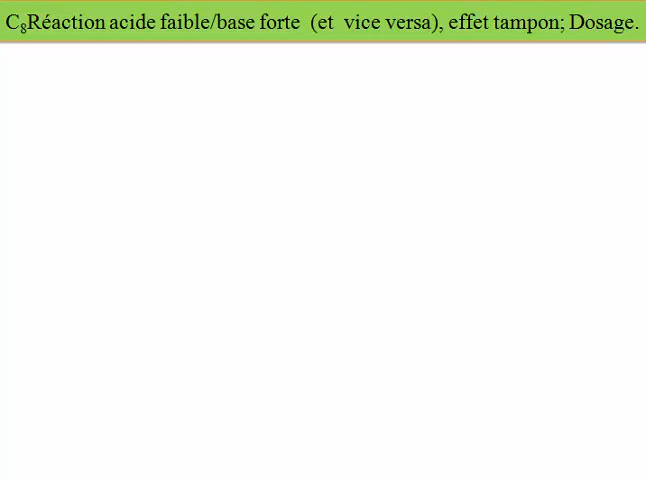 C₈Réaction acide faible/base forte (et vice versa), effet tampon; Dosage.